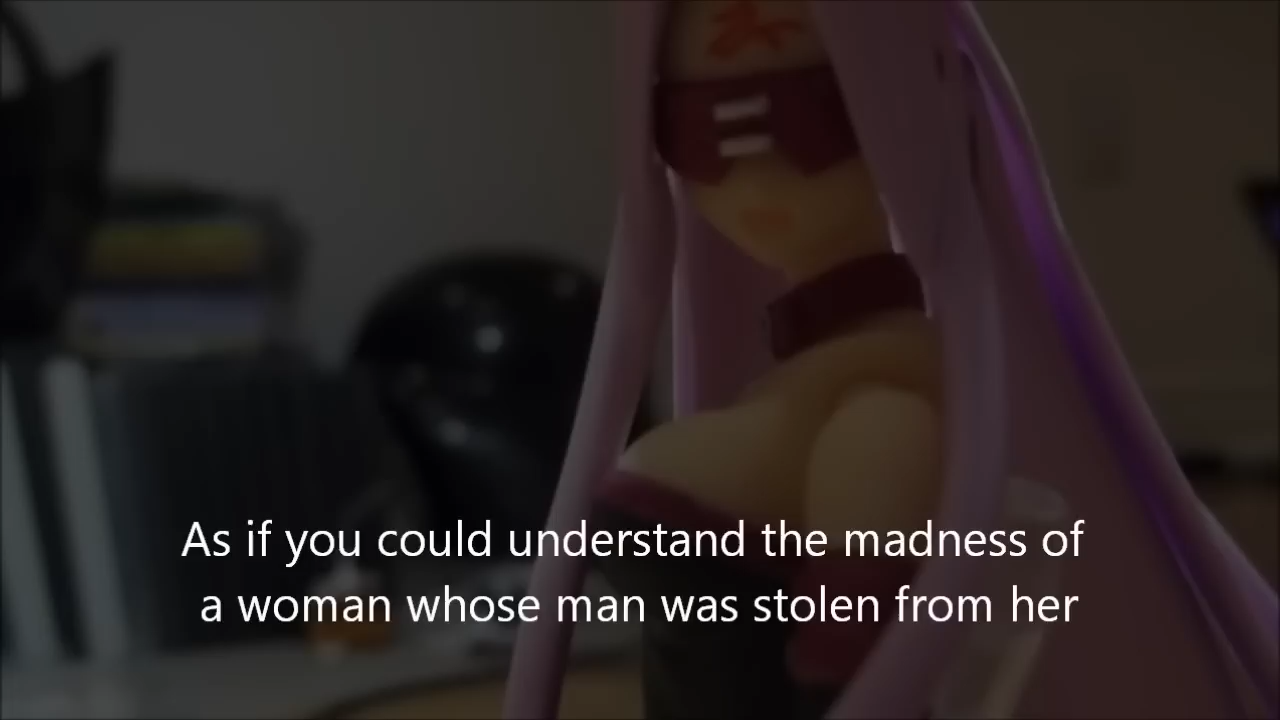 As if you could understand the madness of
a woman whose man was stolen from her